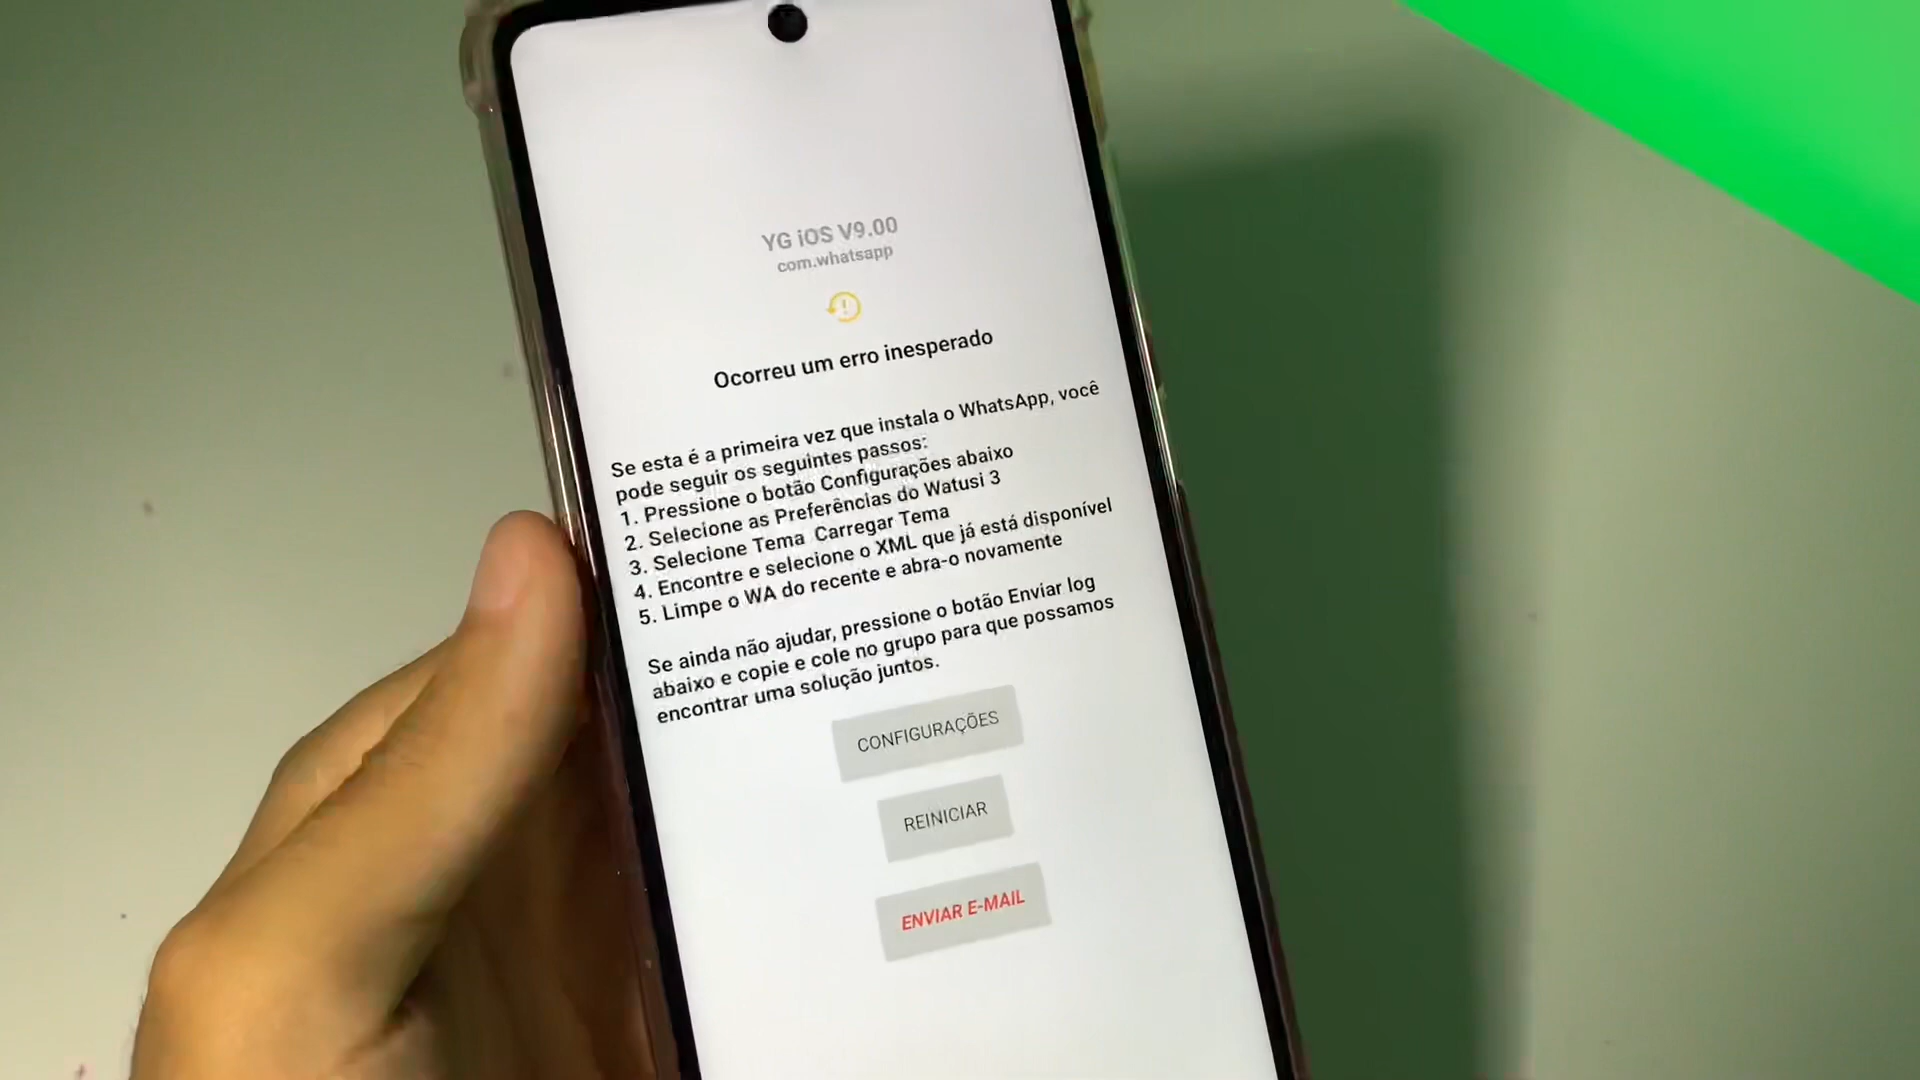 YG iOS V9.00
com.whatsapp
Ocorreu um erro inesperado
Se esta é a primeira vez que instala o WhatsApp, você
pode seguir os seguintes passos:
1. Pressione o botão Configurações abaixo
2. Selecione as Preferências do Watusi 3
3. Selecione Tema Carregar Tema
4. Encontre e selecione o XML que já está disponível
5. Limpe o WA do recente e abra-o novamente
Se ainda não ajudar, pressione o botão Enviar log
abaixo e copie e cole no grupo para que possamos
encontrar uma solução juntos.
CONFIGURAÇÕES
REINICIAR
ENVIAR E-MAIL